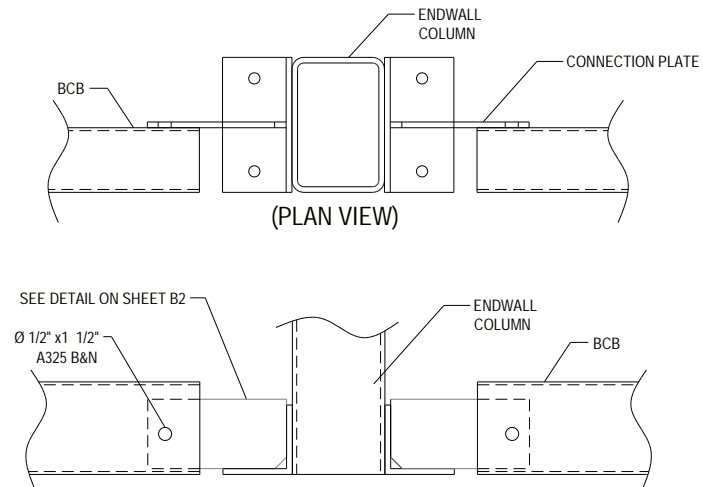 ENDWALL
COLUMN
CONNECTION PLATE
BCB
(PLAN VIEW)
SEE DETAIL ON SHEET B2
ENDWALL
COLUMN
Ø 1/2" x1 1/2"
A325 B&N
BCB